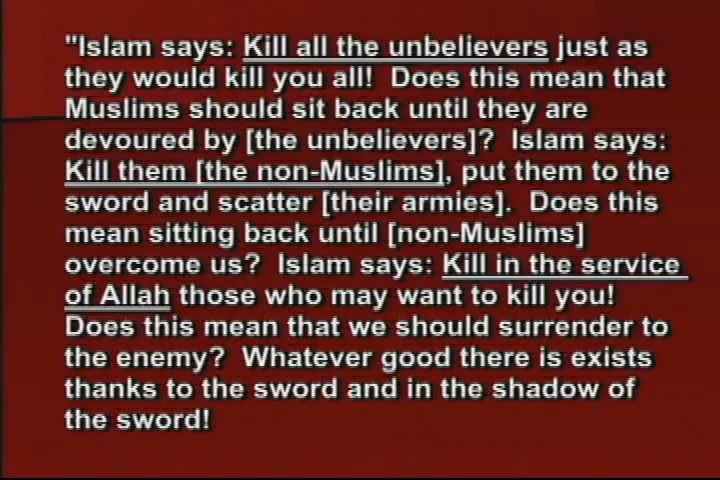 "Islam says: Kill all the unbelievers just as
they would kill you all!  Does this mean that
Muslims should sit back until they are
devoured by [the unbelievers]?  Islam says:
Kill them [the non-Muslims], put them to the
sword and scatter [their armies].  Does this
mean sitting back until [non-Muslims]
overcome us?  Islam says: Kill in the service
of Allah those who may want to kill you!
Does this mean that we should surrender to
the enemy?  Whatever good there is exists
thanks to the sword and in the shadow of
the sword!